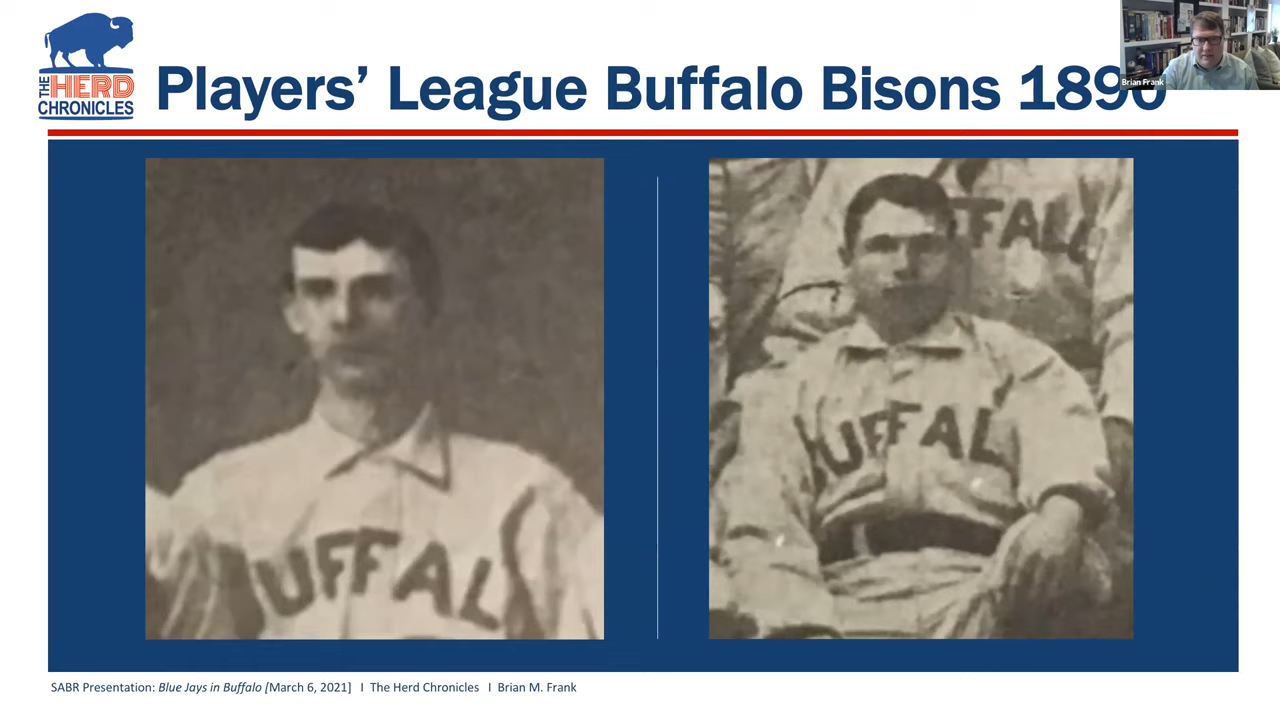 THE HERD
CHRONICLES
Players’ League Buffalo Bisons 1890
Brian Frank
UFFAL
FFALO
UFFAL
SABR Presentation: Blue Jays in Buffalo [March 6, 2021] I The Herd Chronicles I Brian M. Frank